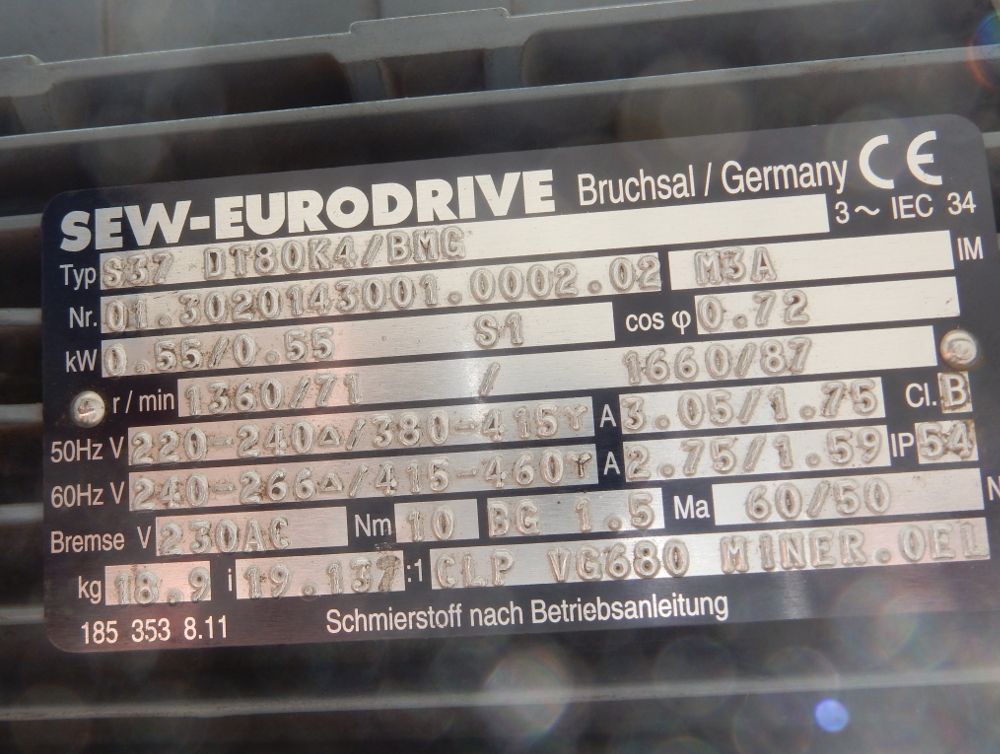 SEW-EURODRIVE Bruchsal / Germany CE
Typ S37 DT80K4/BMG 3~ IEC 34
Nr. 01.3020143001.0002.02 M3A IM
kW 0.55/0.55 S1 cos φ 0.72
r / min 1360/71 / 1660/87
50Hz V 220-240△/380-415Y A 3.05/1.75 Cl. B
60Hz V 240-266△/415-460Y A 2.75/1.59 IP 54
Bremse V 230AC Nm 10 BG 1.5 Ma 60/50 N
kg 18.9 i 19.137 :1 CLP VG680 MINER.OEL
185 353 8.11 Schmierstoff nach Betriebsanleitung